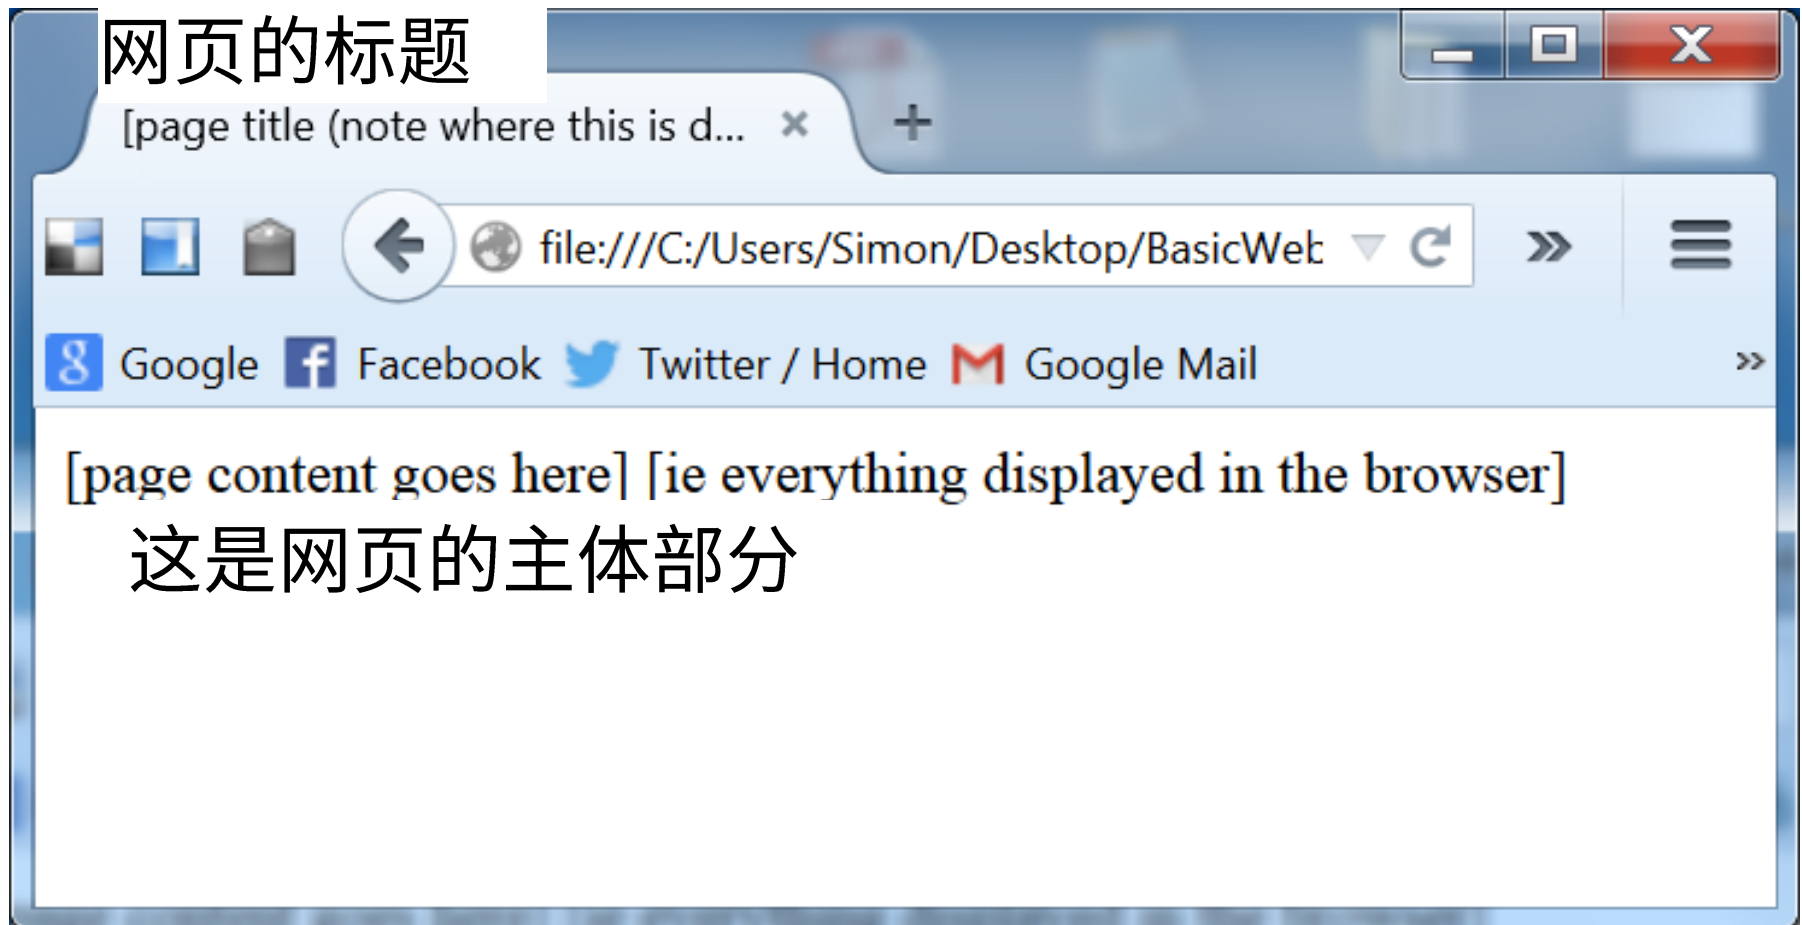 网页的标题
[page title (note where this is d...
file:///C:/Users/Simon/Desktop/BasicWeb
Google Facebook Twitter / Home Google Mail
[page content goes here] [ie everything displayed in the browser]
这是网页的主体部分